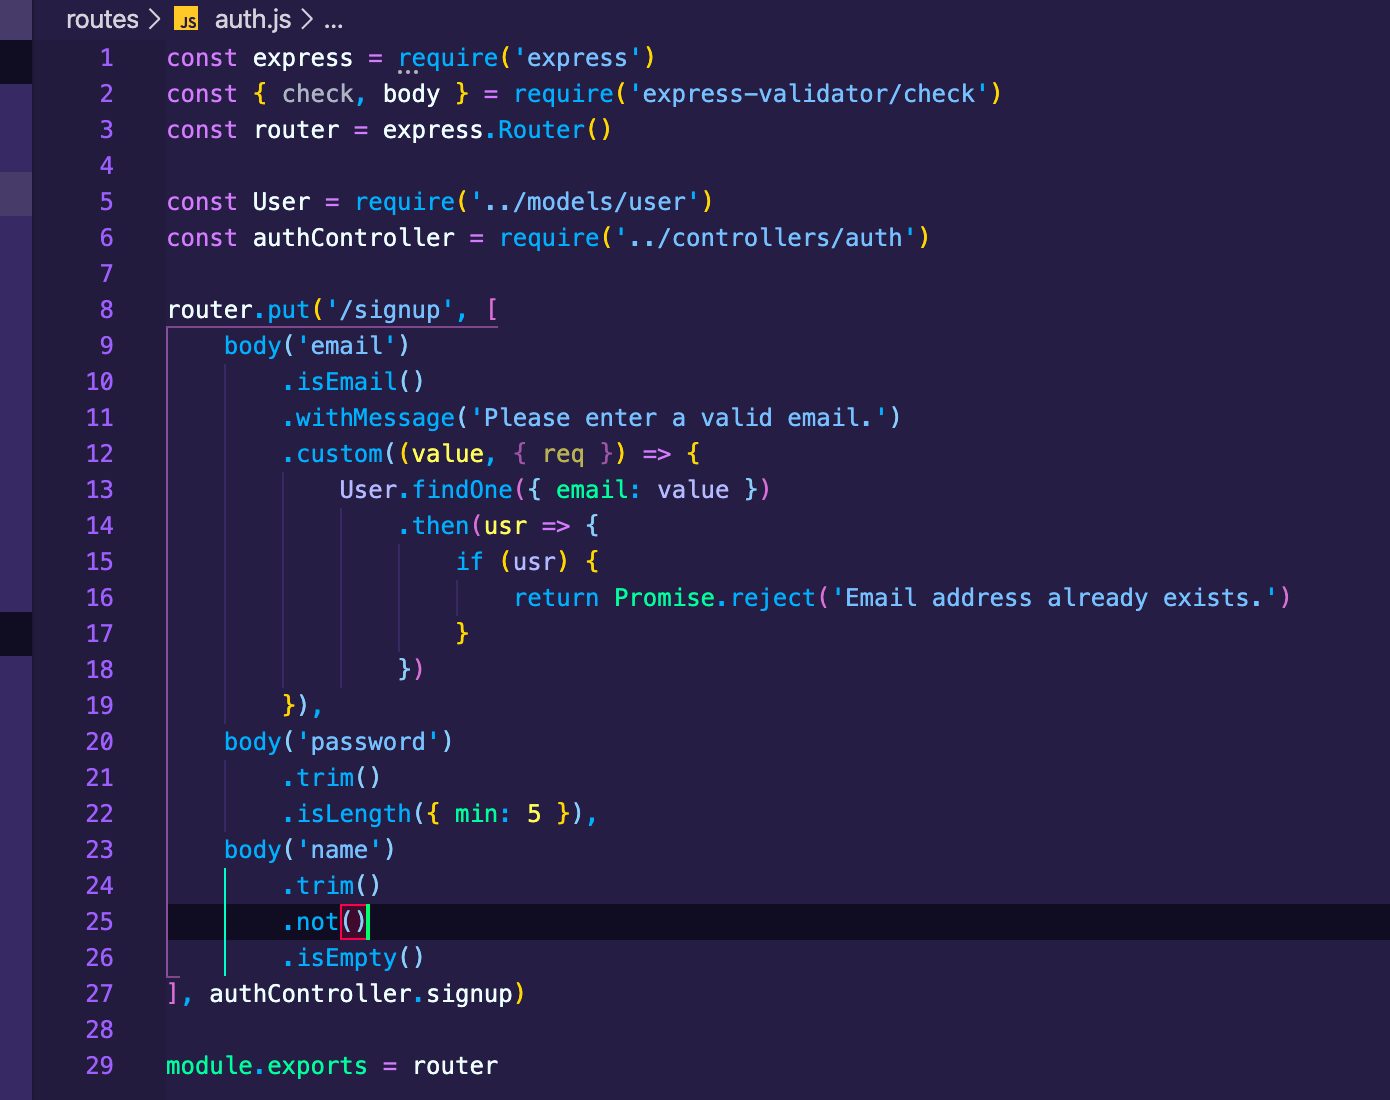 routes > JS auth.js > ...
1 const express = require('express')
2 const { check, body } = require('express-validator/check')
3 const router = express.Router()
4
5 const User = require('../models/user')
6 const authController = require('../controllers/auth')
7
8 router.put('/signup', [
9     body('email')
10         .isEmail()
11         .withMessage('Please enter a valid email.')
12         .custom((value, { req }) => {
13             User.findOne({ email: value })
14                 .then(usr => {
15                     if (usr) {
16                         return Promise.reject('Email address already exists.')
17                     }
18                 })
19         }),
20     body('password')
21         .trim()
22         .isLength({ min: 5 }),
23     body('name')
24         .trim()
25         .not()
26         .isEmpty()
27 ], authController.signup)
28
29 module.exports = router